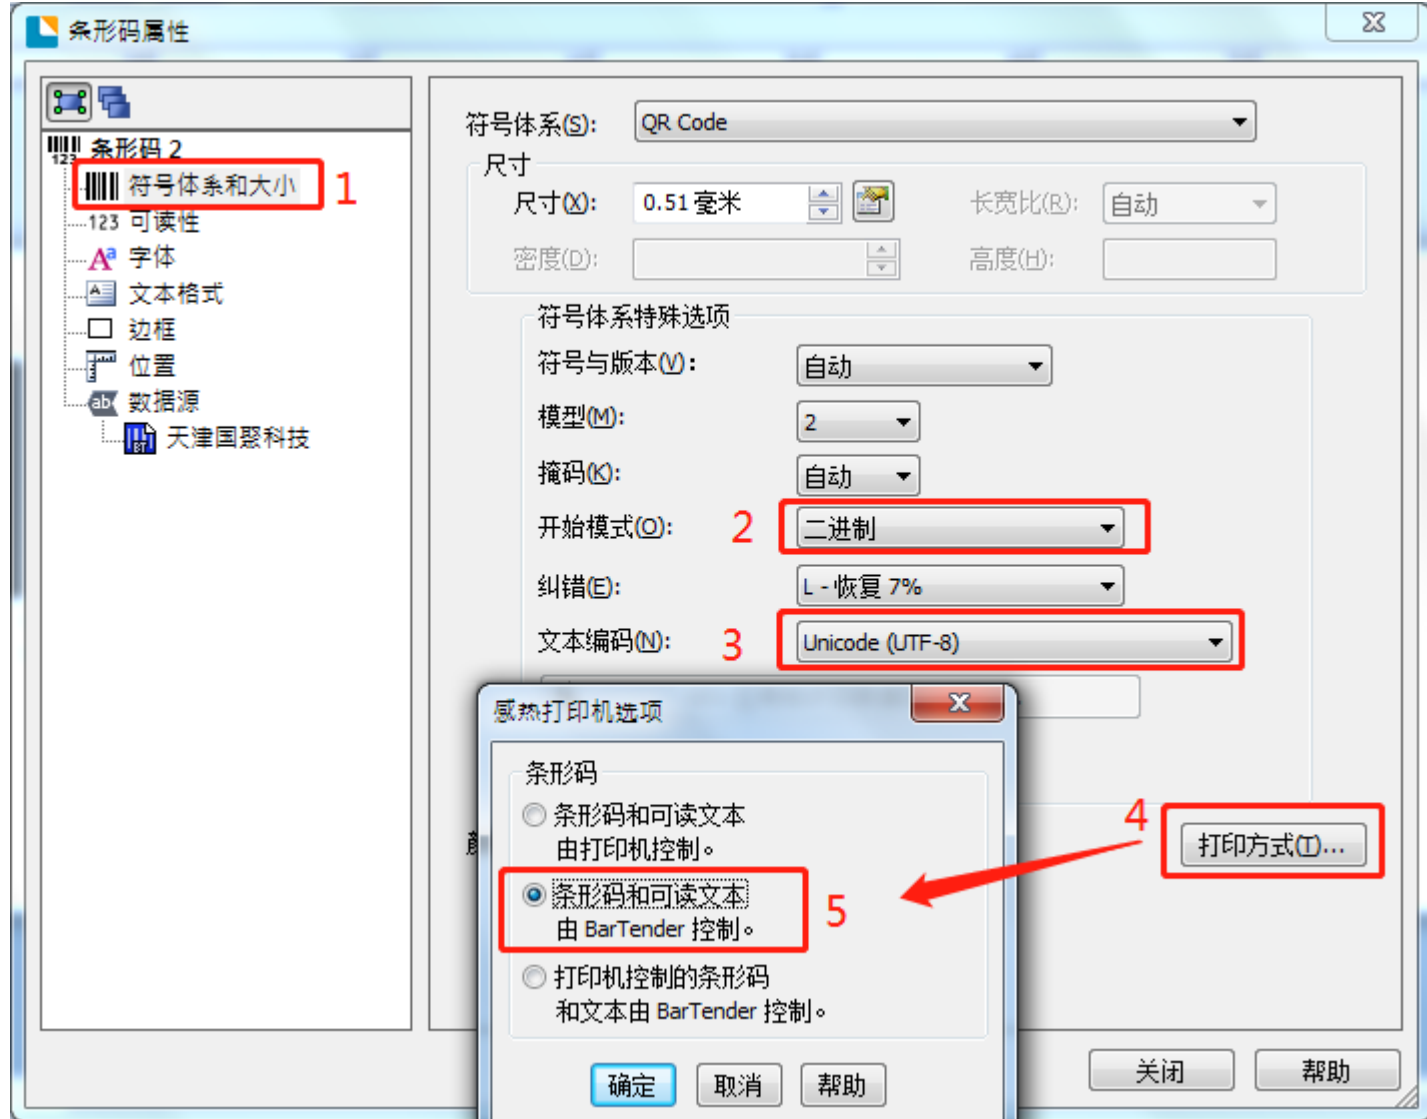 条形码属性
条形码 2
符号体系和大小 1
123 可读性
字体
文本格式
边框
位置
数据源
天津国聚科技
符号体系(S): QR Code
尺寸
尺寸(X): 0.51 毫米 长宽比(R): 自动
密度(D): 高度(H):
符号体系特殊选项
符号与版本(V): 自动
模型(M): 2
掩码(K): 自动
开始模式(O): 2 二进制
纠错(E): L - 恢复 7%
文本编码(N): 3 Unicode (UTF-8)
感热打印机选项
条形码
条形码和可读文本
由打印机控制。
条形码和可读文本
由 BarTender 控制。
5
打印机控制的条形码
和文本由 BarTender 控制。
确定 取消 帮助
4
打印方式(T)...
关闭 帮助